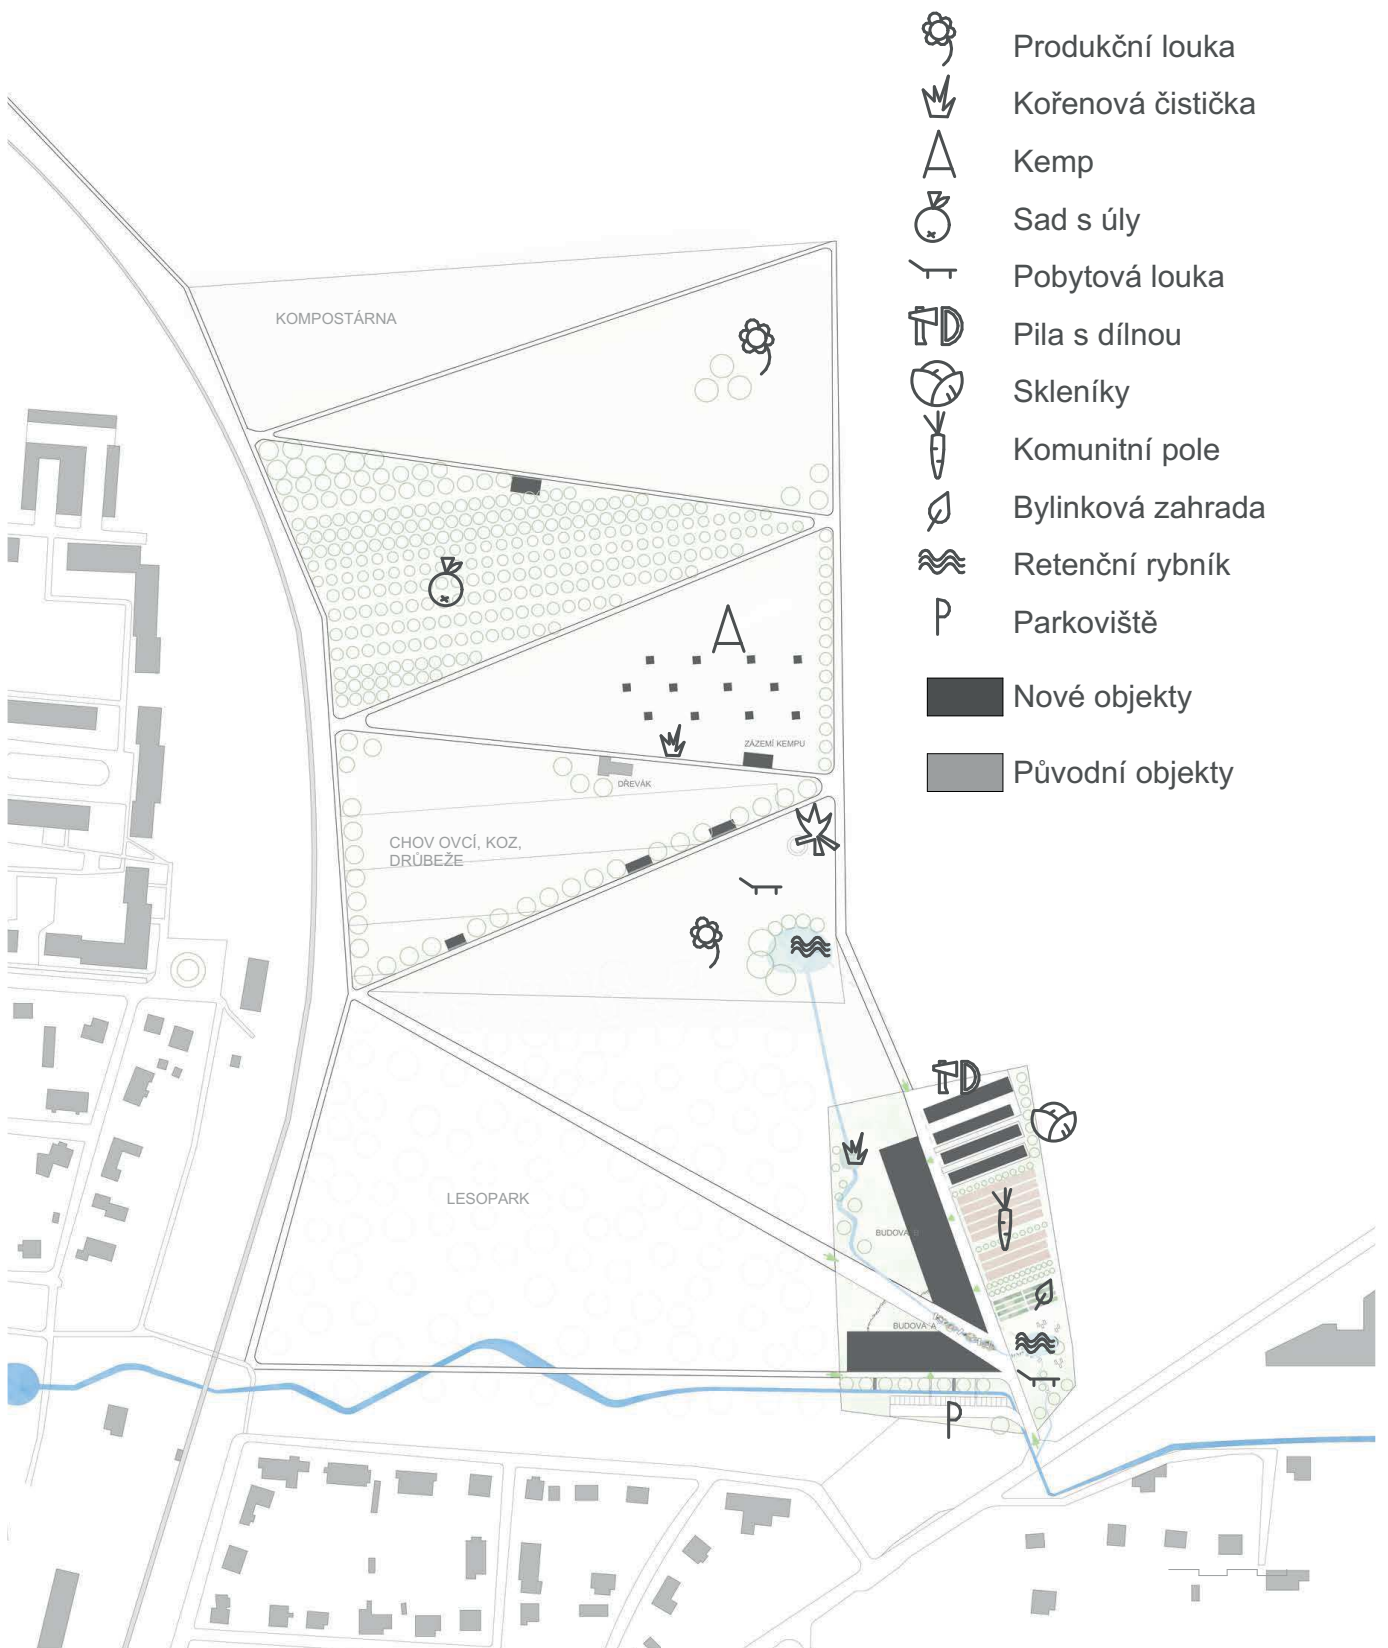 Produkční louka
Kořenová čistička
Kemp
Sad s úly
Pobytová louka
Pila s dílnou
Skleníky
Komunitní pole
Bylinková zahrada
Retenční rybník
P Parkoviště
Nové objekty
Původní objekty
KOMPOSTÁRNA
ZÁZEMÍ KEMPU
DŘEVÁK
CHOV OVCÍ, KOZ,
DRŮBEŽE
LESOPARK
BUDOVA B
BUDOVA A
P